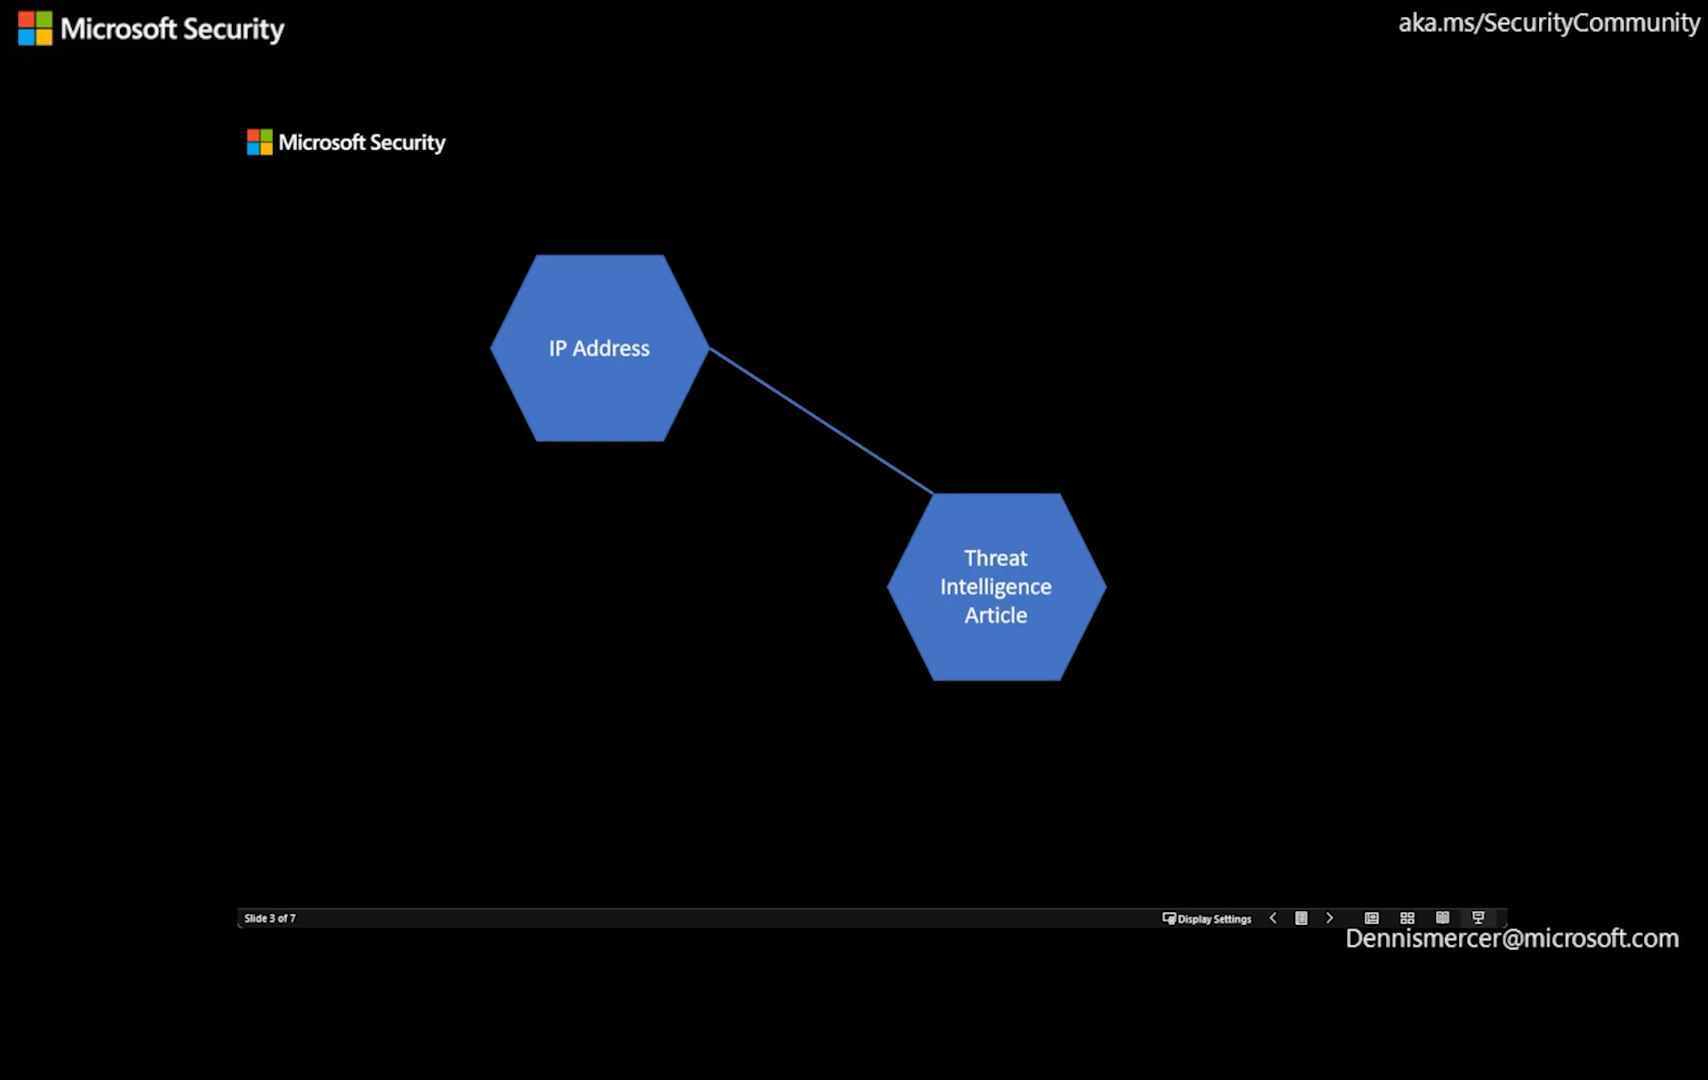 Microsoft Security
aka.ms/SecurityCommunity
Microsoft Security
IP Address
Threat
Intelligence
Article
Slide 3 of 7
Display Settings
Dennismercer@microsoft.com